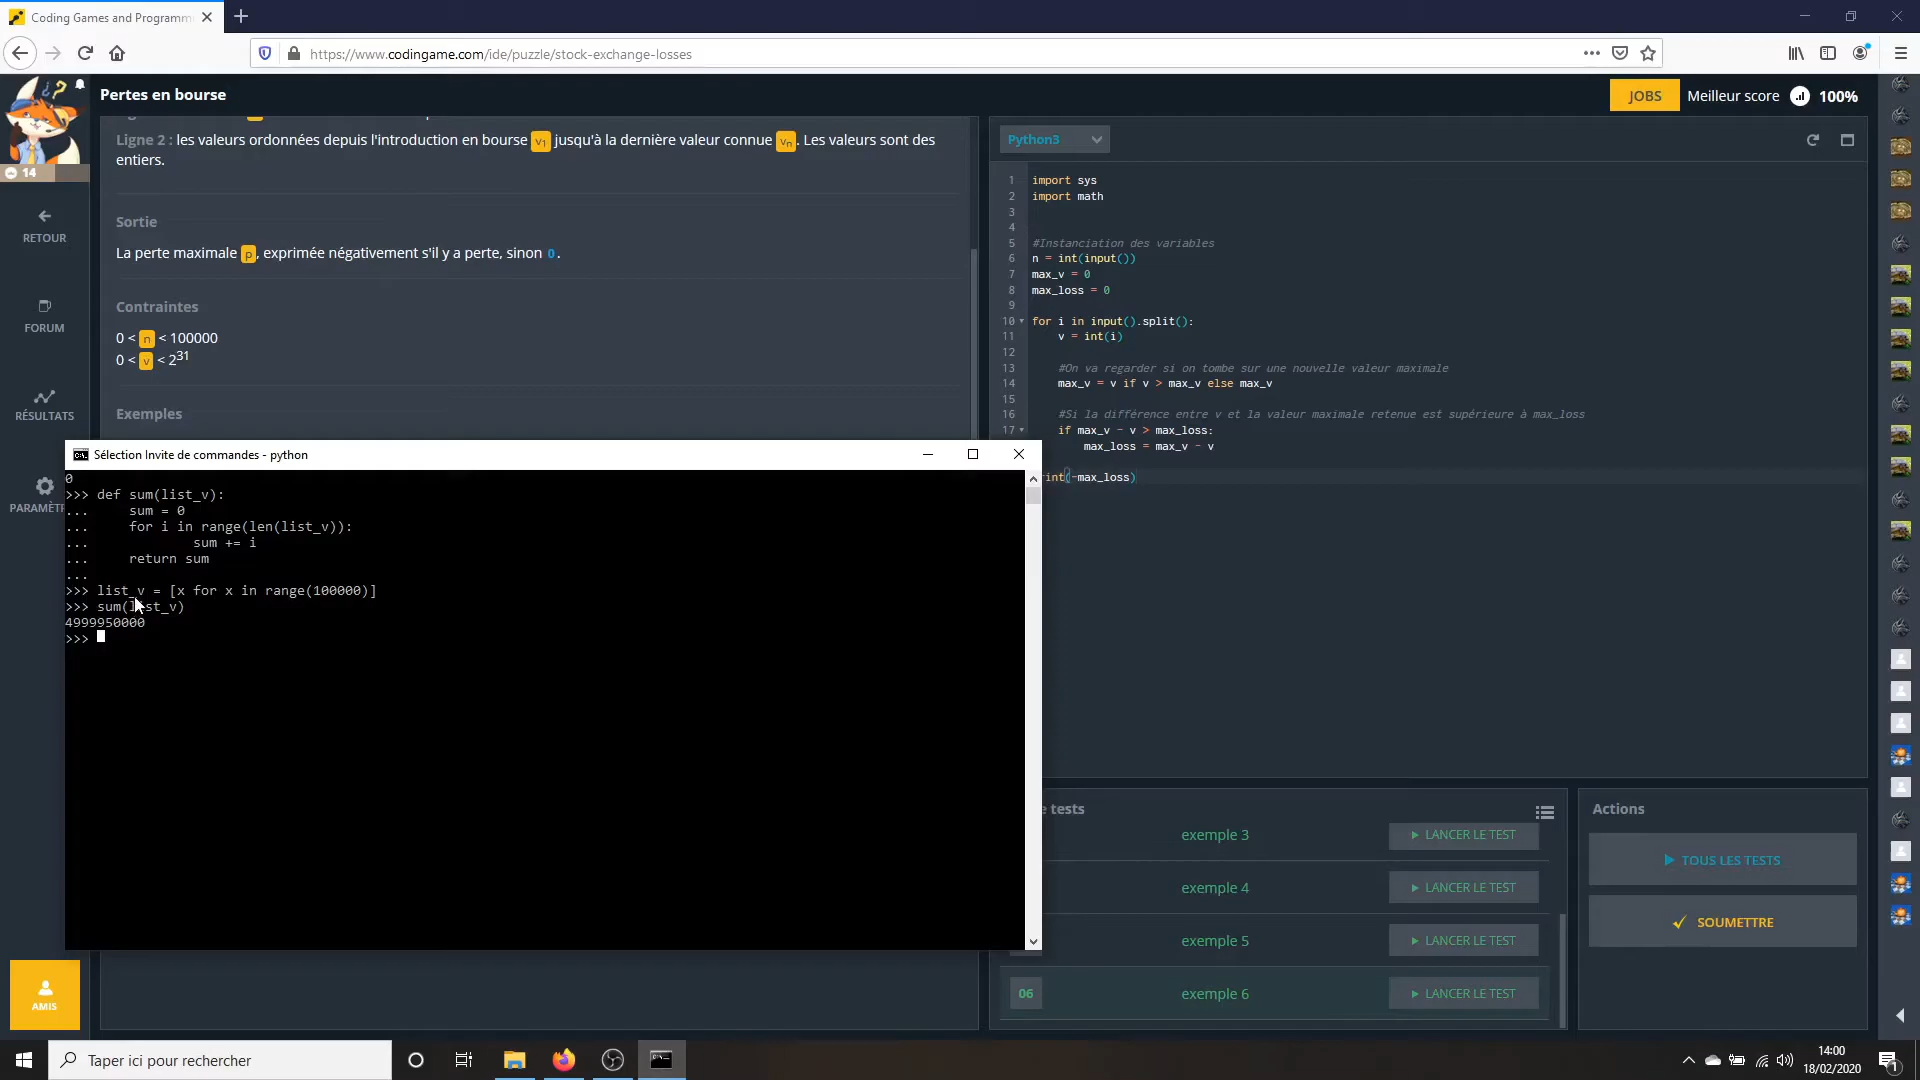 Coding Games and Programm
https://www.codingame.com/ide/puzzle/stock-exchange-losses
14
RETOUR
FORUM
RÉSULTATS
PARAMÈT
AMIS
Pertes en bourse
JOBS
Meilleur score
100%
Ligne 2 : les valeurs ordonnées depuis l'introduction en bourse v1 jusqu'à la dernière valeur connue vn. Les valeurs sont des
entiers.
Sortie
La perte maximale p, exprimée négativement s'il y a perte, sinon 0.
Contraintes
0 < n < 100000
0 < v < 2^31
Exemples
Python3
1 import sys
2 import math
3
4
5 #Instanciation des variables
6 n = int(input())
7 max_v = 0
8 max_loss = 0
9
10 for i in input().split():
11     v = int(i)
12
13     #On va regarder si on tombe sur une nouvelle valeur maximale
14     max_v = v if v > max_v else max_v
15
16     #Si la différence entre v et la valeur maximale retenue est supérieure à max_loss
17     if max_v - v > max_loss:
        max_loss = max_v - v
rint(-max_loss)
Sélection Invite de commandes - python
0
>>> def sum(list_v):
...     sum = 0
...     for i in range(len(list_v)):
...             sum += i
...     return sum
...
>>> list_v = [x for x in range(100000)]
>>> sum(list_v)
4999950000
>>>
e tests
exemple 3
LANCER LE TEST
exemple 4
LANCER LE TEST
exemple 5
LANCER LE TEST
06
exemple 6
LANCER LE TEST
Actions
TOUS LES TESTS
SOUMETTRE
Taper ici pour rechercher
14:00
18/02/2020
1